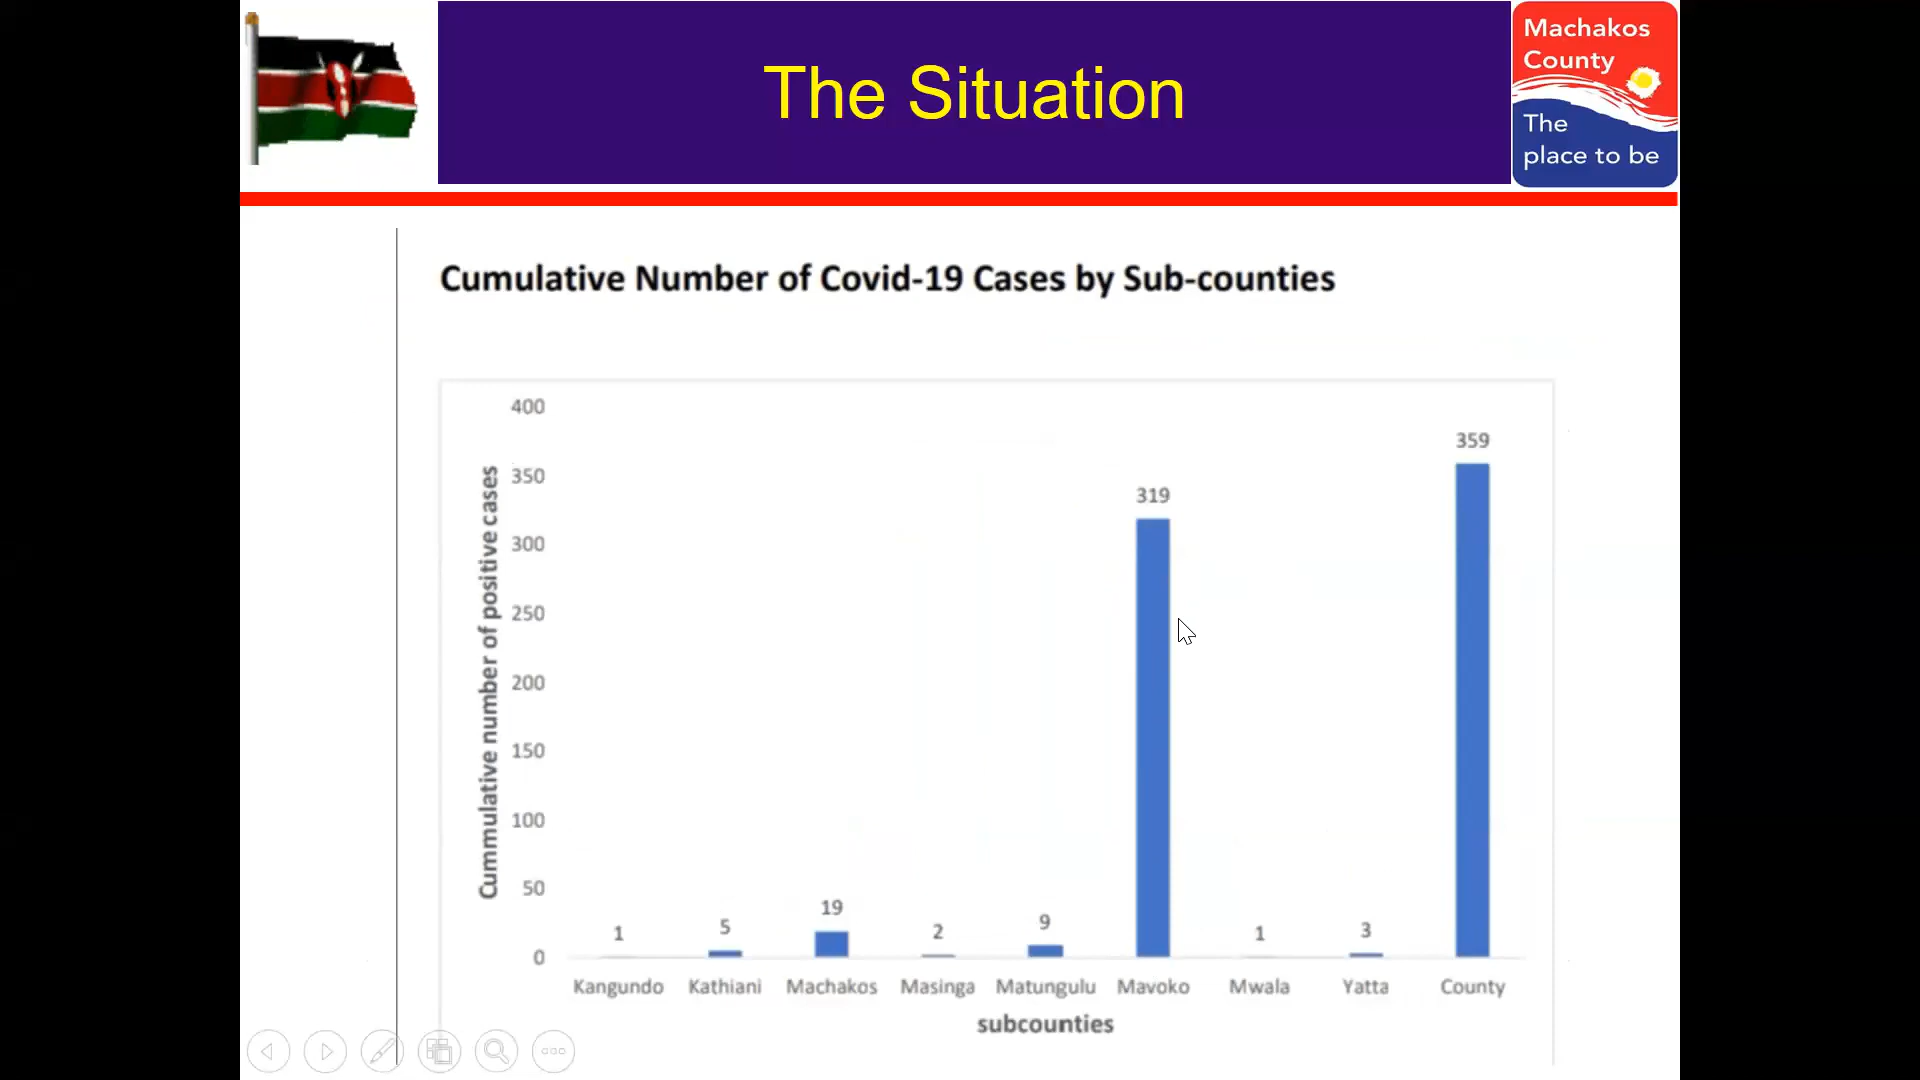 The Situation
Machakos
County
The
place to be
Cumulative Number of Covid-19 Cases by Sub-counties
Cummulative number of positive cases
400
350
300
250
200
150
100
50
0
1
5
19
2
9
319
1
3
359
Kangundo Kathiani Machakos Masinga Matungulu Mavoko Mwala Yatta County
subcounties